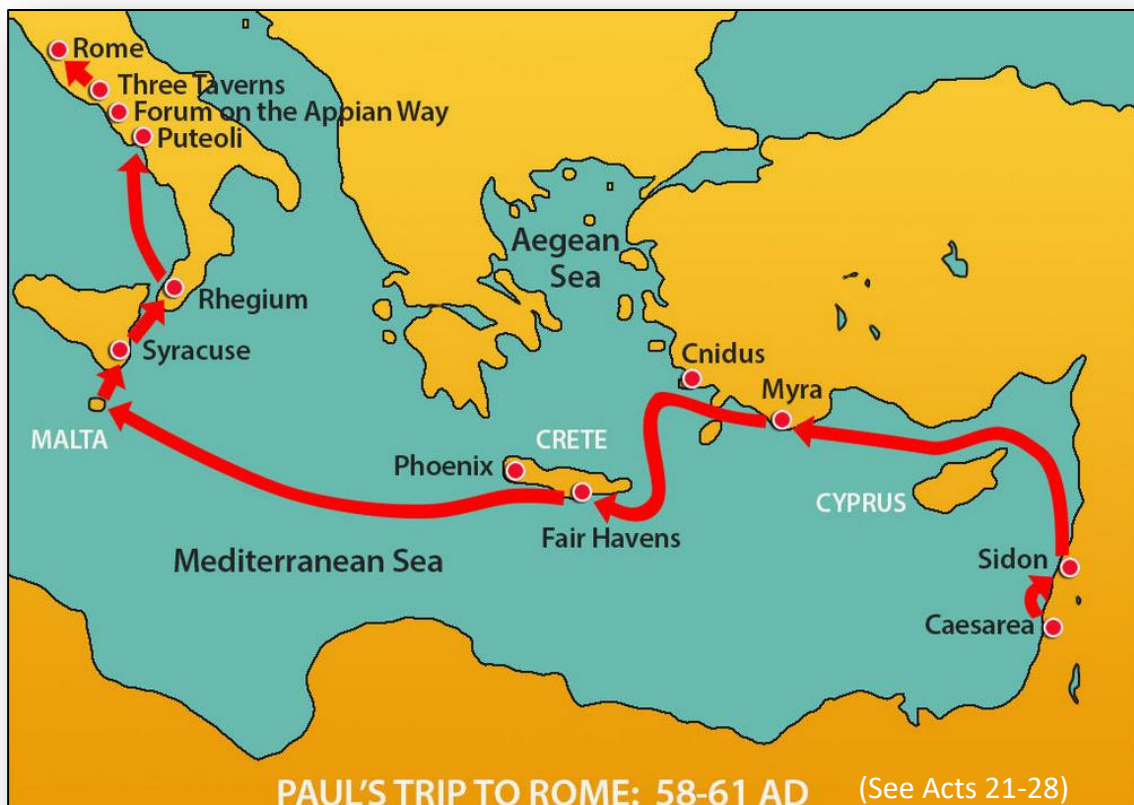 Rome
Three Taverns
Forum on the Appian Way
Puteoli
Aegean
Sea
Rhegium
Syracuse
Cnidus
Myra
MALTA
CRETE
Phoenix
CYPRUS
Fair Havens
Mediterranean Sea
Sidon
Caesarea
PAUL'S TRIP TO ROME: 58-61 AD (See Acts 21-28)